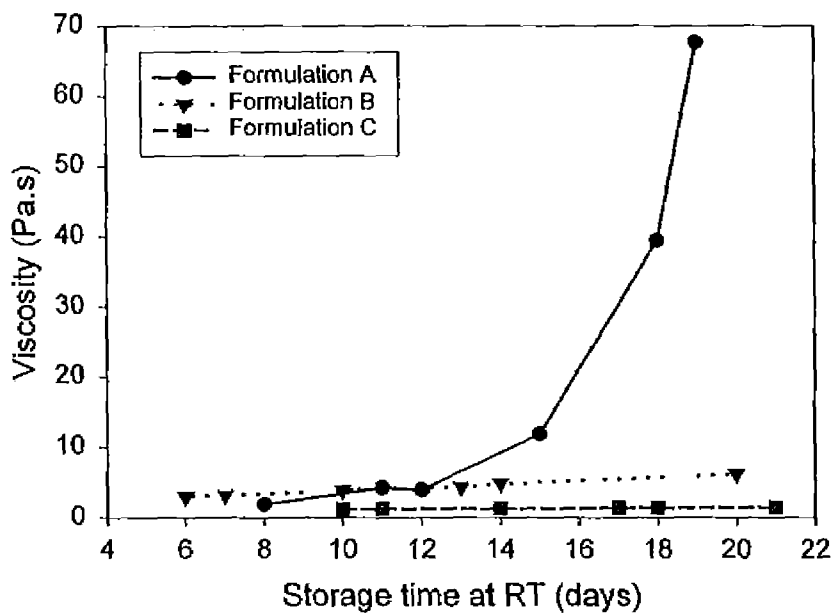 70
60
50
40
30
20
10
0
Viscosity (Pa.s)
Formulation A
Formulation B
Formulation C
4 6 8 10 12 14 16 18 20 22
Storage time at RT (days)